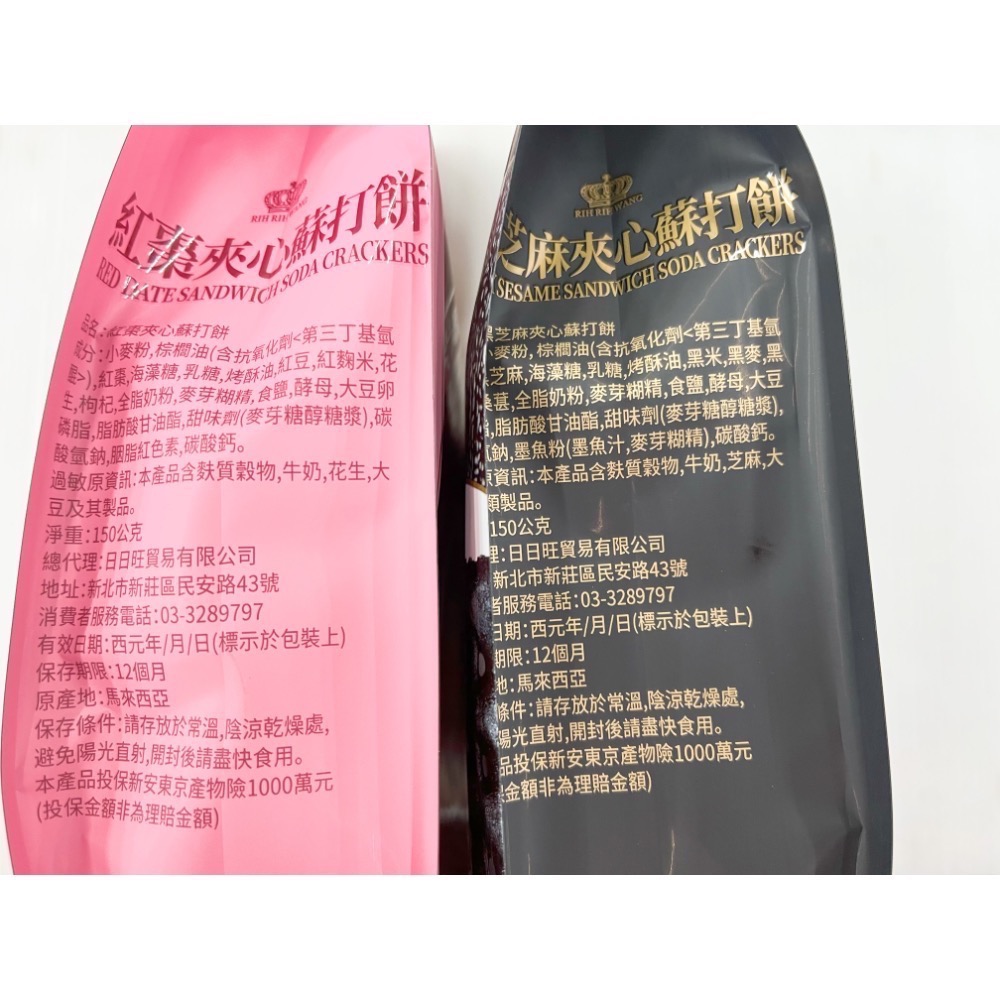 RIH RIH WANG
紅棗夾心蘇打餅
RED DATE SANDWICH SODA CRACKERS
品名:紅棗夾心蘇打餅
成分:小麥粉,棕櫚油(含抗氧化劑<第三丁基氫
醌>),紅棗,海藻糖,乳糖,烤酥油,紅豆,紅麴米,花
生,枸杞,全脂奶粉,麥芽糊精,食鹽,酵母,大豆卵
磷脂,脂肪酸甘油酯,甜味劑(麥芽糖醇糖漿),碳
酸氫鈉,胭脂紅色素,碳酸鈣。
過敏原資訊:本產品含麩質穀物,牛奶,花生,大
豆及其製品。
淨重:150公克
總代理:日日旺貿易有限公司
地址:新北市新莊區民安路43號
消費者服務電話:03-3289797
有效日期:西元年/月/日(標示於包裝上)
保存期限:12個月
原產地:馬來西亞
保存條件:請存放於常溫,陰涼乾燥處,
避免陽光直射,開封後請盡快食用。
本產品投保新安東京產物險1000萬元
(投保金額非為理賠金額)
RIH RIH WANG
芝麻夾心蘇打餅
SESAME SANDWICH SODA CRACKERS
黑芝麻夾心蘇打餅
麥粉,棕櫚油(含抗氧化劑<第三丁基氫
芝麻,海藻糖,乳糖,烤酥油,黑米,黑麥,黑
桑葚,全脂奶粉,麥芽糊精,食鹽,酵母,大豆
,脂肪酸甘油酯,甜味劑(麥芽糖醇糖漿),
鈉,墨魚粉(墨魚汁,麥芽糊精),碳酸鈣。
資訊:本產品含麩質穀物,牛奶,芝麻,大
製品。
150公克
理:日日旺貿易有限公司
新北市新莊區民安路43號
者服務電話:03-3289797
日期:西元年/月/日(標示於包裝上)
期限:12個月
地:馬來西亞
條件:請存放於常溫,陰涼乾燥處,
陽光直射,開封後請盡快食用。
品投保新安東京產物險1000萬元
金額非為理賠金額)